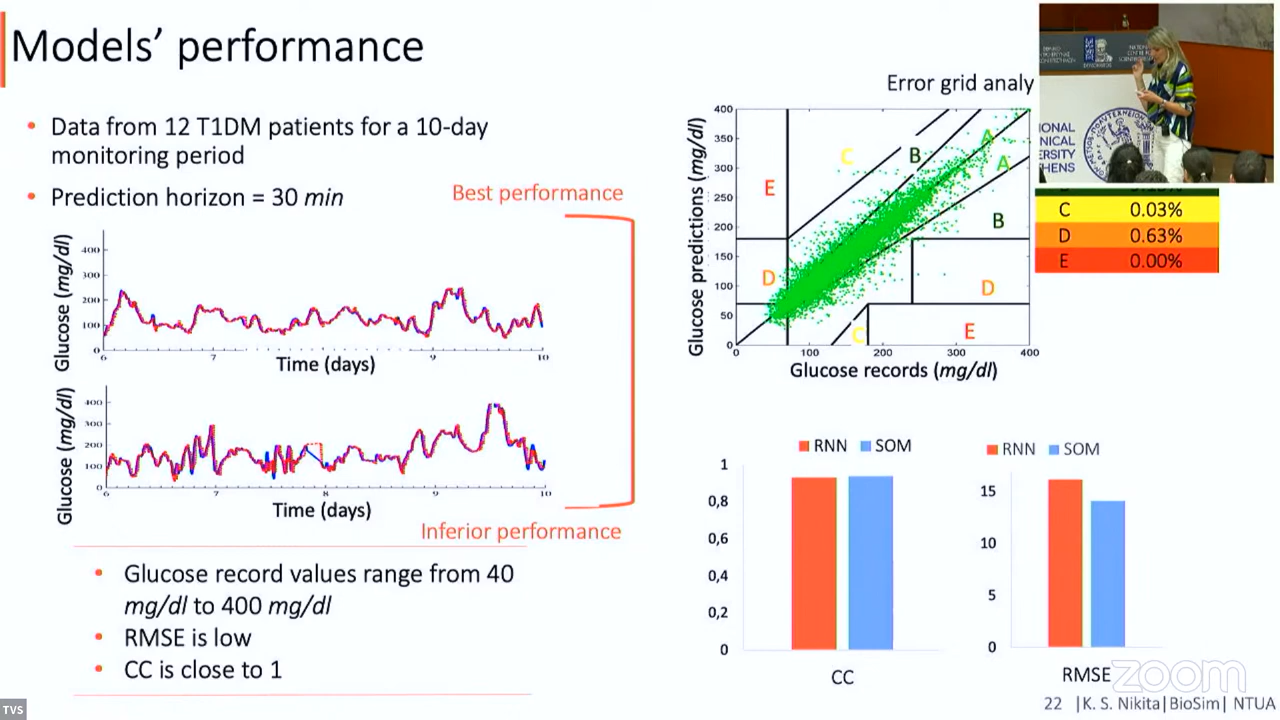 Models' performance
Error grid analy
• Data from 12 T1DM patients for a 10-day
monitoring period
• Prediction horizon = 30 min
Best performance
Glucose (mg/dl)
400
300
200
100
0
6
7
9
10
Time (days)
Glucose (mg/dl)
400
300
200
100
0
6
7
8
9
10
Time (days)
Inferior performance
• Glucose record values range from 40
mg/dl to 400 mg/dl
• RMSE is low
• CC is close to 1
Glucose predictions (mg/dl)
400
350
300
250
200
150
100
50
0
0
100
200
300
400
Glucose records (mg/dl)
E
C
B
A
A
B
D
D
C
E
ONAL
NICAL
ERSITY
HENS
C 0.03%
D 0.63%
E 0.00%
RNN SOM
1
0,8
0,6
0,4
0,2
0
CC
RNN SOM
15
10
5
0
RMSE
zoom
22 |K. S. Nikita|BioSim| NTUA
TVS